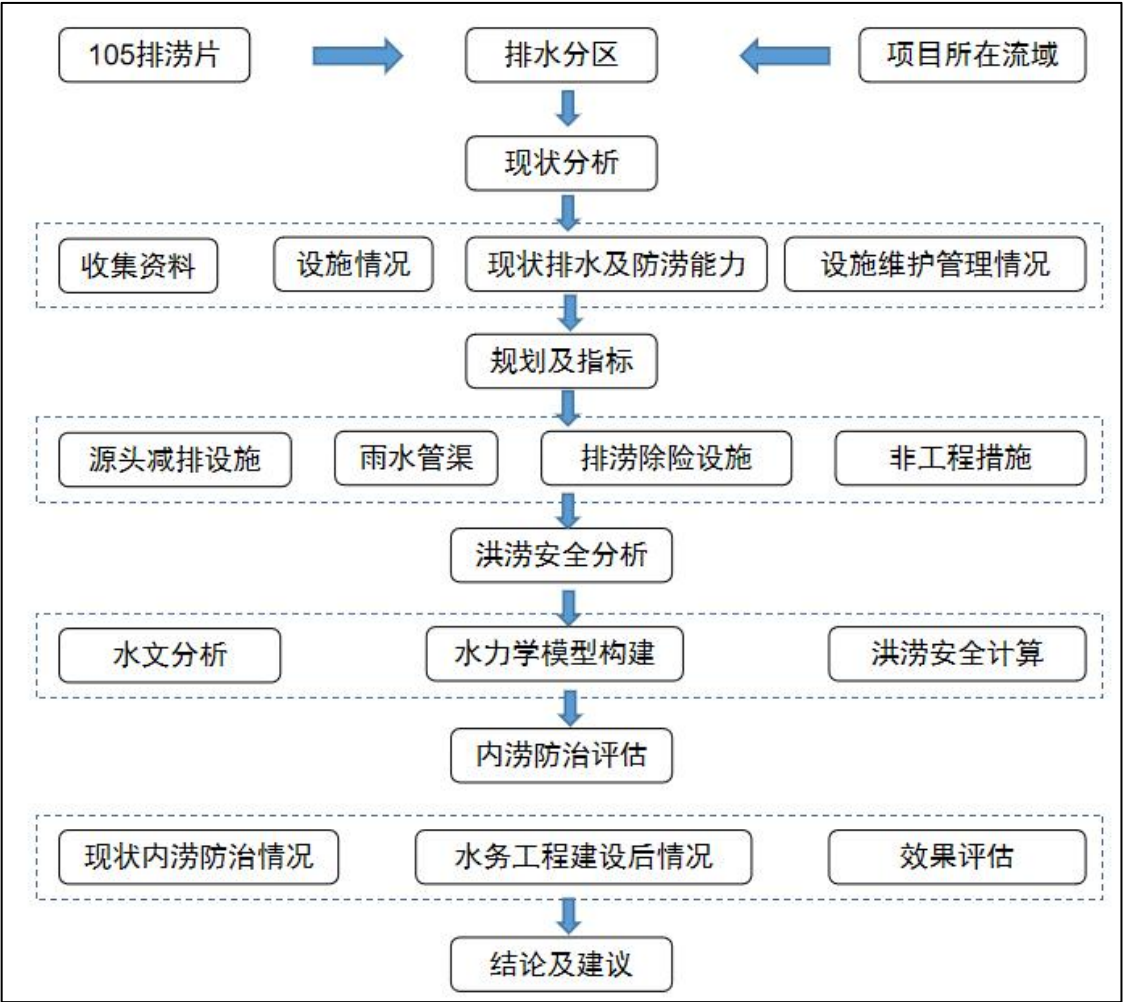 105排涝片
排水分区
项目所在流域
现状分析
收集资料
设施情况
现状排水及防涝能力
设施维护管理情况
规划及指标
源头减排设施
雨水管渠
排涝除险设施
非工程措施
洪涝安全分析
水文分析
水力学模型构建
洪涝安全计算
内涝防治评估
现状内涝防治情况
水务工程建设后情况
效果评估
结论及建议